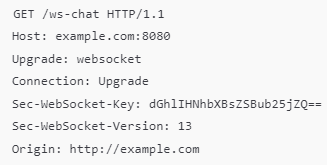 GET /ws-chat HTTP/1.1
Host: example.com:8080
Upgrade: websocket
Connection: Upgrade
Sec-WebSocket-Key: dGhlIHNhbXBsZSBub25jZQ==
Sec-WebSocket-Version: 13
Origin: http://example.com